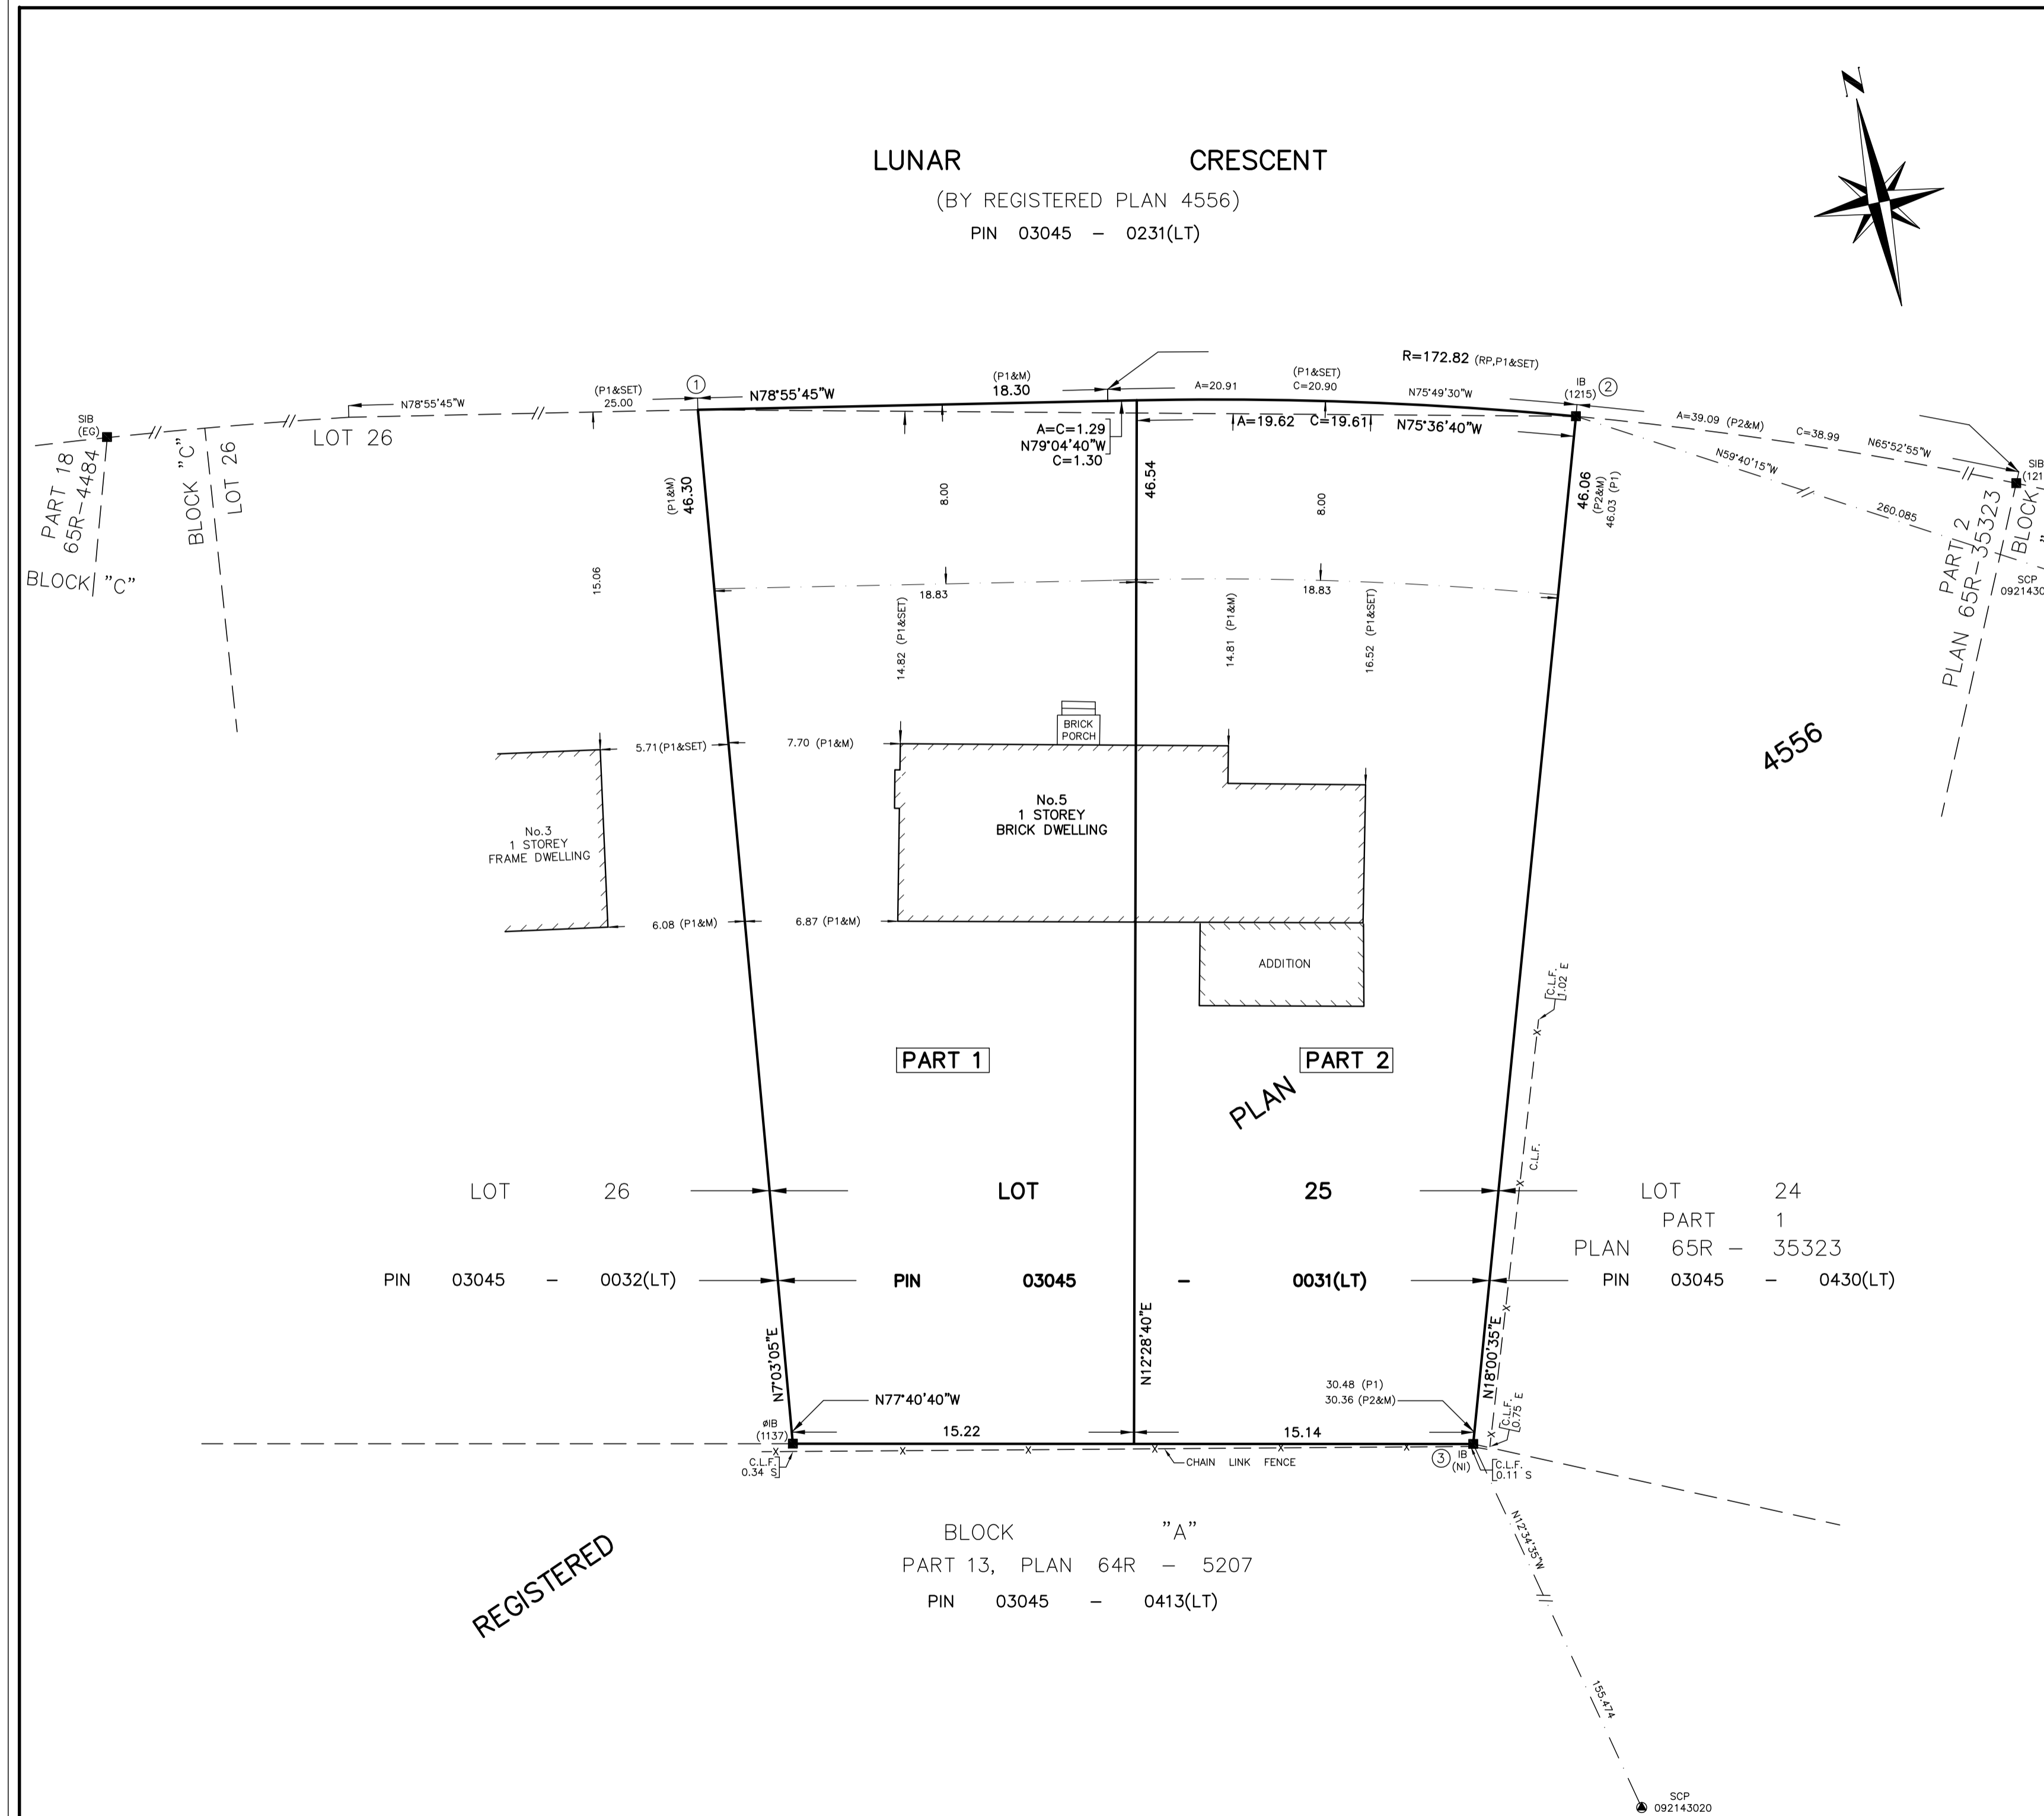 N
LUNAR CRESCENT
(BY REGISTERED PLAN 4556)
PIN 03045 - 0231(LT)
SIB
(EG)
N78°55'45"W
(P1&SET)
25.00
1
N78°55'45"W
(P1&M)
18.30
A=20.91
(P1&SET)
C=20.90
R=172.82 (RP,P1&SET)
N75°49'30"W
IB
(1215)
2
A=39.09 (P2&M)
C=38.99
N65°52'55"W
SIB
N59°40'15"W
260.085
SCP
A=C=1.29
N79°04'40"W
C=1.30
A=19.62 C=19.61
N75°36'40"W
PART 18
65R-4484
BLOCK "C"
BLOCK "C"
LOT 26
LOT 26
15.06
(P1&M)
46.30
8.00
46.54
8.00
46.06
(P2&M)
46.03 (P1)
PART 2
PLAN 65R-35323
BLOCK
18.83
18.83
14.82 (P1&SET)
14.81 (P1&M)
16.52 (P1&SET)
BRICK
PORCH
5.71(P1&SET)
7.70 (P1&M)
4556
No.3
1 STOREY
FRAME DWELLING
No.5
1 STOREY
BRICK DWELLING
6.08 (P1&M)
6.87 (P1&M)
ADDITION
C.L.F.
1.02 E
PART 1
PART 2
PLAN
C.L.F.
LOT 26
LOT 25
LOT 24
PART 1
PLAN 65R - 35323
PIN 03045 - 0032(LT)
PIN 03045 - 0031(LT)
PIN 03045 - 0430(LT)
N7°03'05"E
N12°28'40"E
N18°00'35"E
N77°40'40"W
30.48 (P1)
30.36 (P2&M)
C.L.F.
0.75 E
øIB
(1137)
15.22
15.14
C.L.F.
0.34 S
CHAIN LINK FENCE
3
IB
(NI)
C.L.F.
0.11 S
X X X X X X X X X X X
BLOCK "A"
PART 13, PLAN 64R - 5207
PIN 03045 - 0413(LT)
REGISTERED
N12°34'35"W
155.474
SCP
092143020